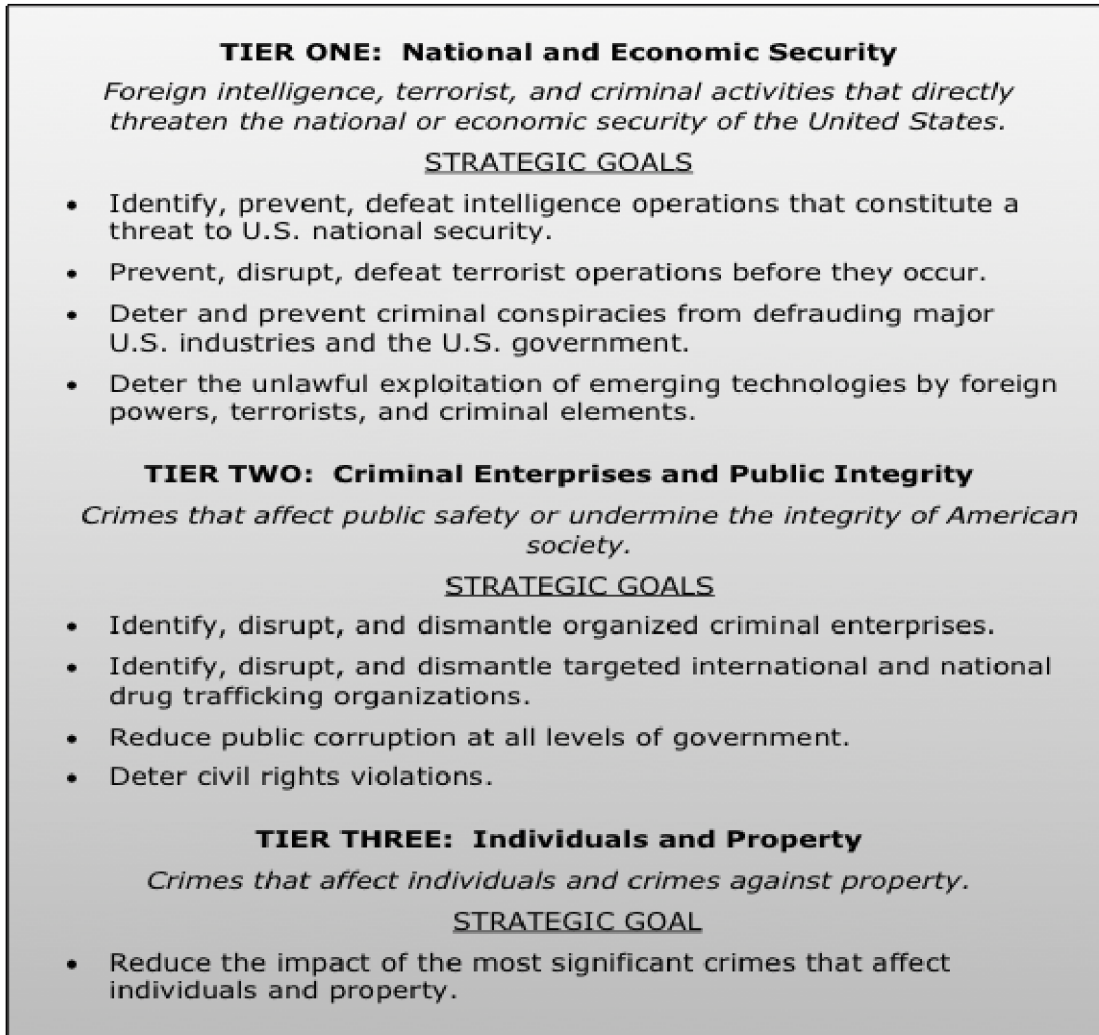 TIER ONE:  National and Economic Security
Foreign intelligence, terrorist, and criminal activities that directly
threaten the national or economic security of the United States.
STRATEGIC GOALS
• Identify, prevent, defeat intelligence operations that constitute a
threat to U.S. national security.
• Prevent, disrupt, defeat terrorist operations before they occur.
• Deter and prevent criminal conspiracies from defrauding major
U.S. industries and the U.S. government.
• Deter the unlawful exploitation of emerging technologies by foreign
powers, terrorists, and criminal elements.
TIER TWO:  Criminal Enterprises and Public Integrity
Crimes that affect public safety or undermine the integrity of American
society.
STRATEGIC GOALS
• Identify, disrupt, and dismantle organized criminal enterprises.
• Identify, disrupt, and dismantle targeted international and national
drug trafficking organizations.
• Reduce public corruption at all levels of government.
• Deter civil rights violations.
TIER THREE:  Individuals and Property
Crimes that affect individuals and crimes against property.
STRATEGIC GOAL
• Reduce the impact of the most significant crimes that affect
individuals and property.